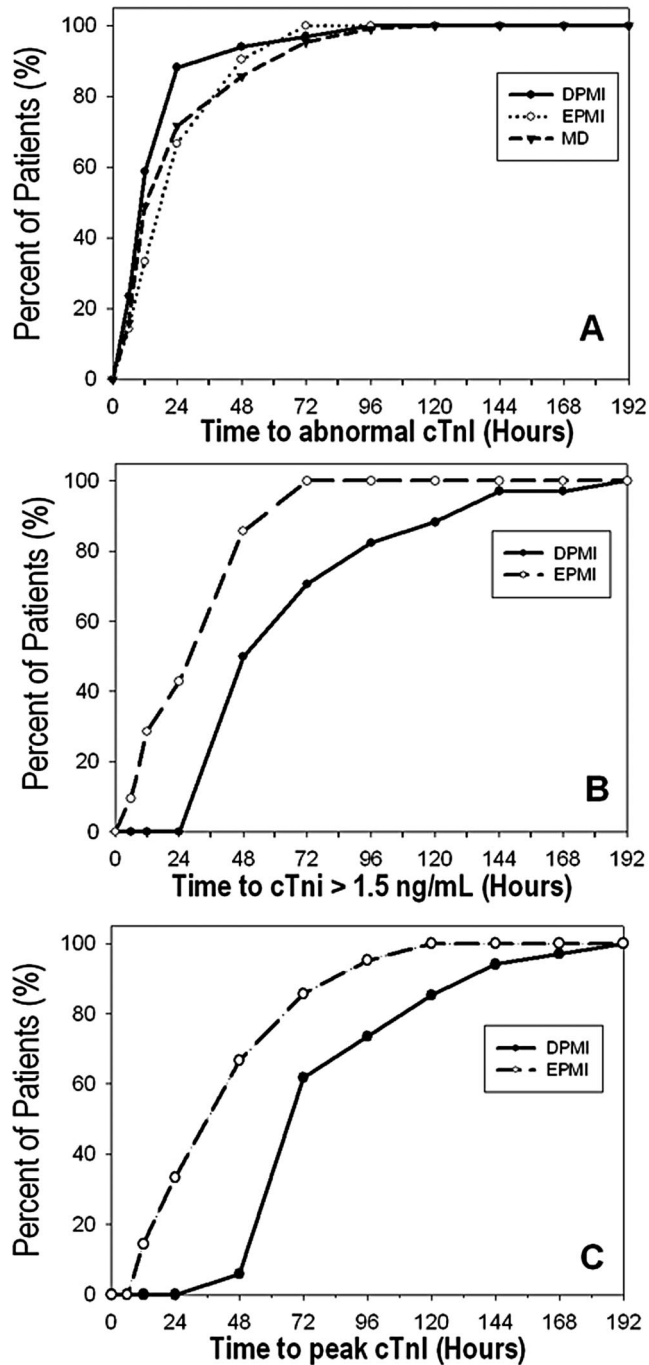 Percent of Patients (%)
100
80
60
40
20
0
DPMI
EPMI
MD
A
0 24 48 72 96 120 144 168 192
Time to abnormal cTnI (Hours)
Percent of Patients (%)
100
80
60
40
20
0
DPMI
EPMI
B
0 24 48 72 96 120 144 168 192
Time to cTni > 1.5 ng/mL (Hours)
Percent of Patients (%)
100
80
60
40
20
0
DPMI
EPMI
C
0 24 48 72 96 120 144 168 192
Time to peak cTnI (Hours)